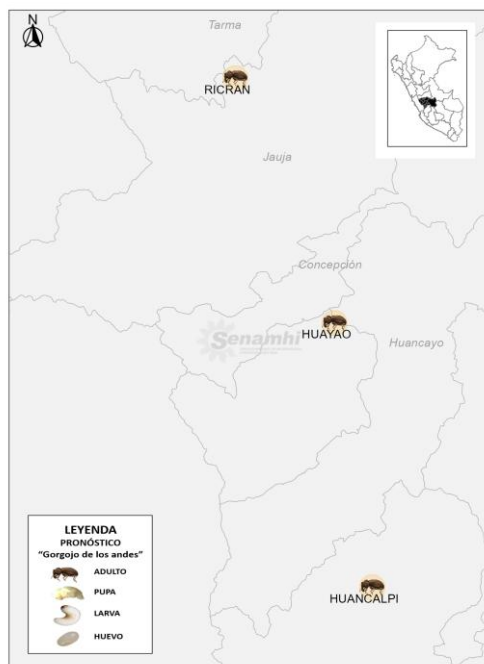 N
Tarma
RICRAN
Jauja
Concepción
HUAYAO
Senamhi
Huancayo
HUANCALPI
LEYENDA
PRONÓSTICO
“Gorgojo de los andes”
ADULTO
PUPA
LARVA
HUEVO